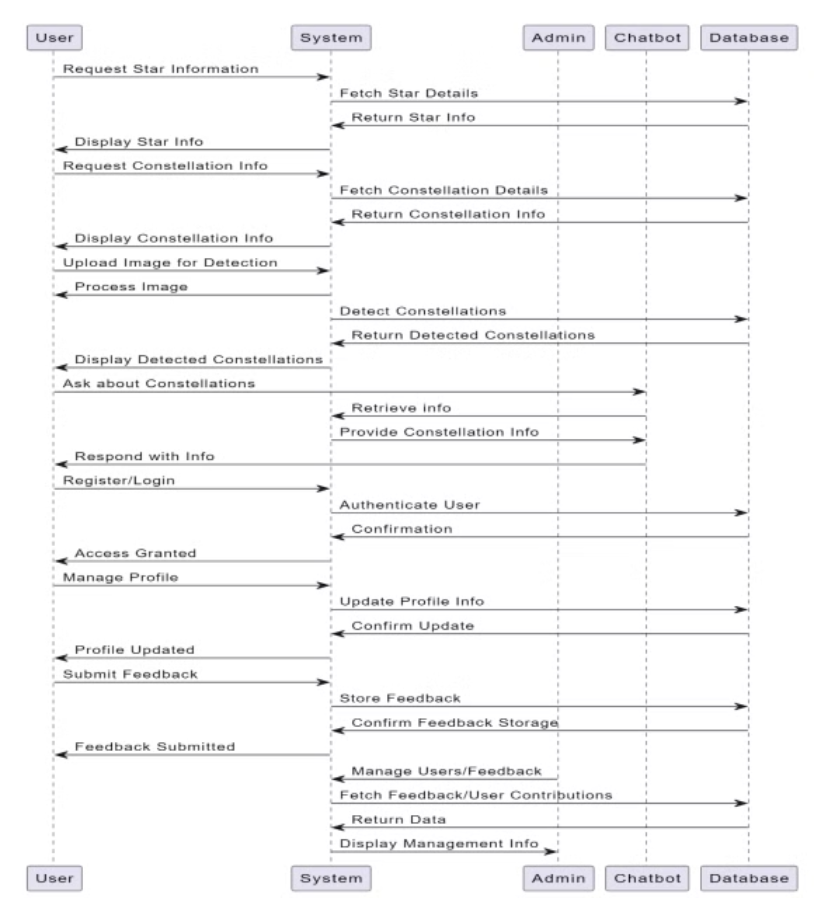 User System Admin Chatbot Database
Request Star Information
Fetch Star Details
Return Star Info
Display Star Info
Request Constellation Info
Fetch Constellation Details
Return Constellation Info
Display Constellation Info
Upload Image for Detection
Process Image
Detect Constellations
Return Detected Constellations
Display Detected Constellations
Ask about Constellations
Retrieve info
Provide Constellation Info
Respond with Info
Register/Login
Authenticate User
Confirmation
Access Granted
Manage Profile
Update Profile Info
Confirm Update
Profile Updated
Submit Feedback
Store Feedback
Confirm Feedback Storage
Feedback Submitted
Manage Users/Feedback
Fetch Feedback/User Contributions
Return Data
Display Management Info
User System Admin Chatbot Database